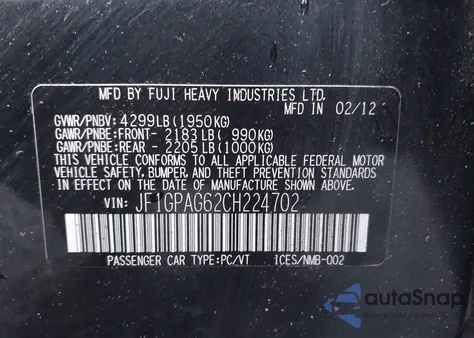 MFD BY FUJI HEAVY INDUSTRIES LTD.
MFD IN 02/12
GVWR/PNBV: 4299LB(1950KG)
GAWR/PNBE:FRONT- 2183LB( 990KG)
GAWR/PNBE:REAR - 2205LB(1000KG)
THIS VEHICLE CONFORMS TO ALL APPLICABLE FEDERAL MOTOR
VEHICLE SAFETY, BUMPER, AND THEFT PREVENTION STANDARDS
IN EFFECT ON THE DATE OF MANUFACTURE SHOWN ABOVE.
VIN: JF1GPAG62CH224702
PASSENGER CAR TYPE:PC/VT ICES/NMB-002
autoSnap